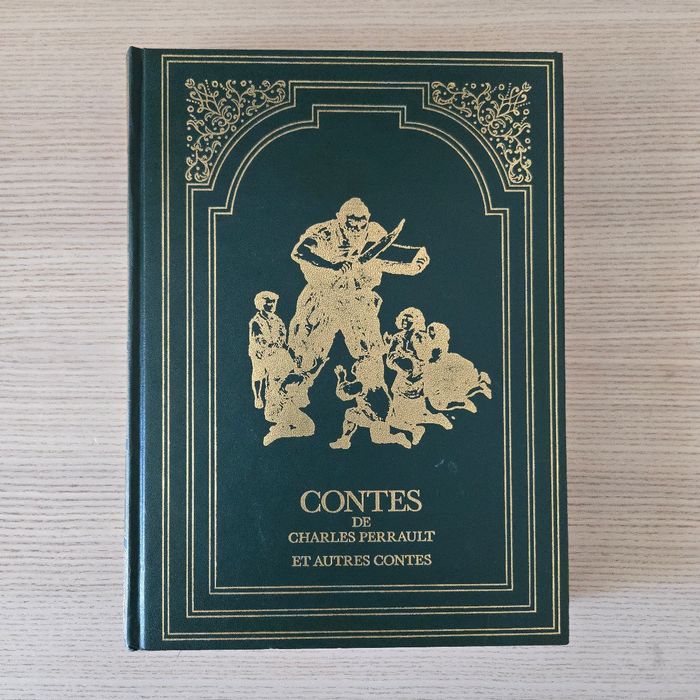 CONTES
DE
CHARLES PERRAULT
ET AUTRES CONTES